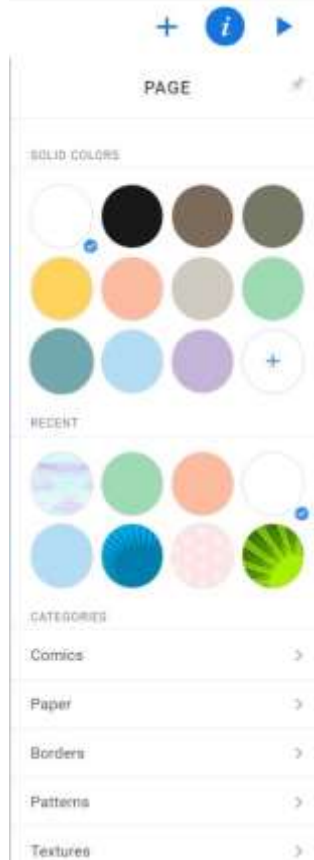 i
PAGE
SOLID COLORS
RECENT
CATEGORIES
Comics
Paper
Borders
Patterns
Textures